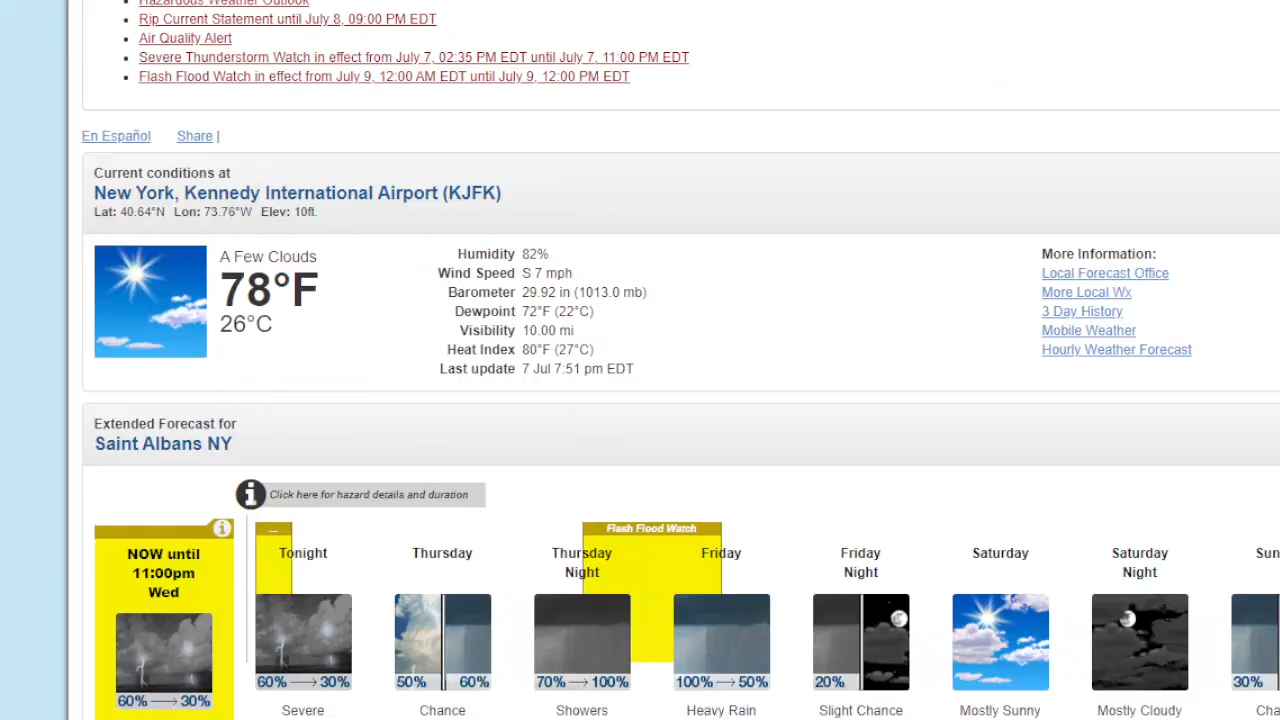 Hazardous Weather Outlook
Rip Current Statement until July 8, 09:00 PM EDT
Air Quality Alert
Severe Thunderstorm Watch in effect from July 7, 02:35 PM EDT until July 7, 11:00 PM EDT
Flash Flood Watch in effect from July 9, 12:00 AM EDT until July 9, 12:00 PM EDT
En Español Share |
Current conditions at
New York, Kennedy International Airport (KJFK)
Lat: 40.64°N Lon: 73.76°W Elev: 10ft.
A Few Clouds
78°F
26°C
Humidity 82%
Wind Speed S 7 mph
Barometer 29.92 in (1013.0 mb)
Dewpoint 72°F (22°C)
Visibility 10.00 mi
Heat Index 80°F (27°C)
Last update 7 Jul 7:51 pm EDT
More Information:
Local Forecast Office
More Local Wx
3 Day History
Mobile Weather
Hourly Weather Forecast
Extended Forecast for
Saint Albans NY
Click here for hazard details and duration
NOW until
11:00pm
Wed
60% 30%
...
Tonight
60% 30%
Severe
Thursday
50% 60%
Chance
Flash Flood Watch
Thursday
Night
70% 100%
Showers
Friday
100% 50%
Heavy Rain
Friday
Night
20%
Slight Chance
Saturday
Mostly Sunny
Saturday
Night
Mostly Cloudy
Sun
30%
Cha